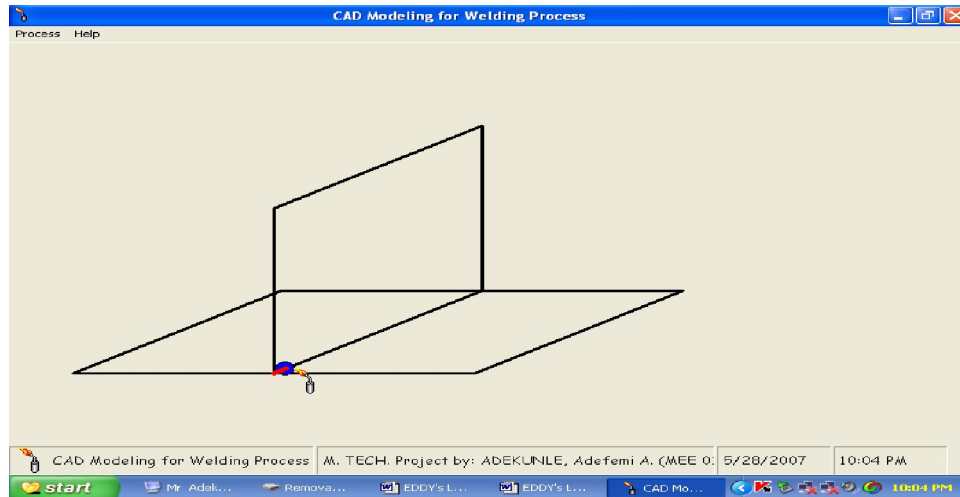 CAD Modeling for Welding Process
Process Help
CAD Modeling for Welding Process M. TECH. Project by: ADEKUNLE, Adefemi A. (MEE 0 5/28/2007 10:04 PM
start Mr Adek... Remova... EDDY's L... EDDY's L... CAD Mo... 10:04 PM